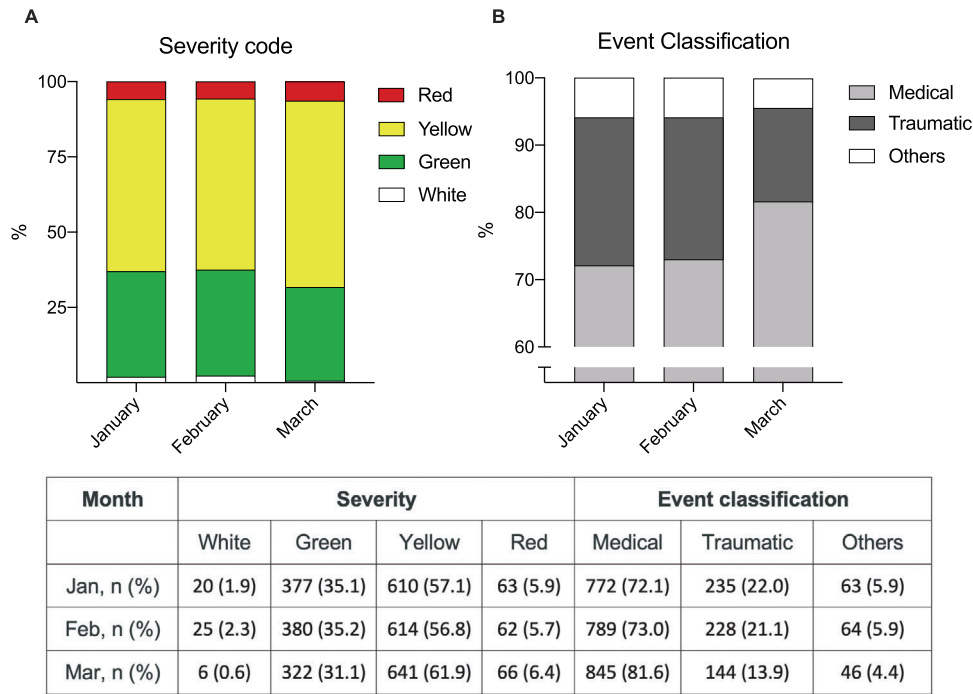 A
Severity code
100
75
50
25
%
January
February
March
Red
Yellow
Green
White
B
Event Classification
100
90
80
70
60
%
January
February
March
Medical
Traumatic
Others
Month Severity Event classification
White Green Yellow Red Medical Traumatic Others
Jan, n (%) 20 (1.9) 377 (35.1) 610 (57.1) 63 (5.9) 772 (72.1) 235 (22.0) 63 (5.9)
Feb, n (%) 25 (2.3) 380 (35.2) 614 (56.8) 62 (5.7) 789 (73.0) 228 (21.1) 64 (5.9)
Mar, n (%) 6 (0.6) 322 (31.1) 641 (61.9) 66 (6.4) 845 (81.6) 144 (13.9) 46 (4.4)